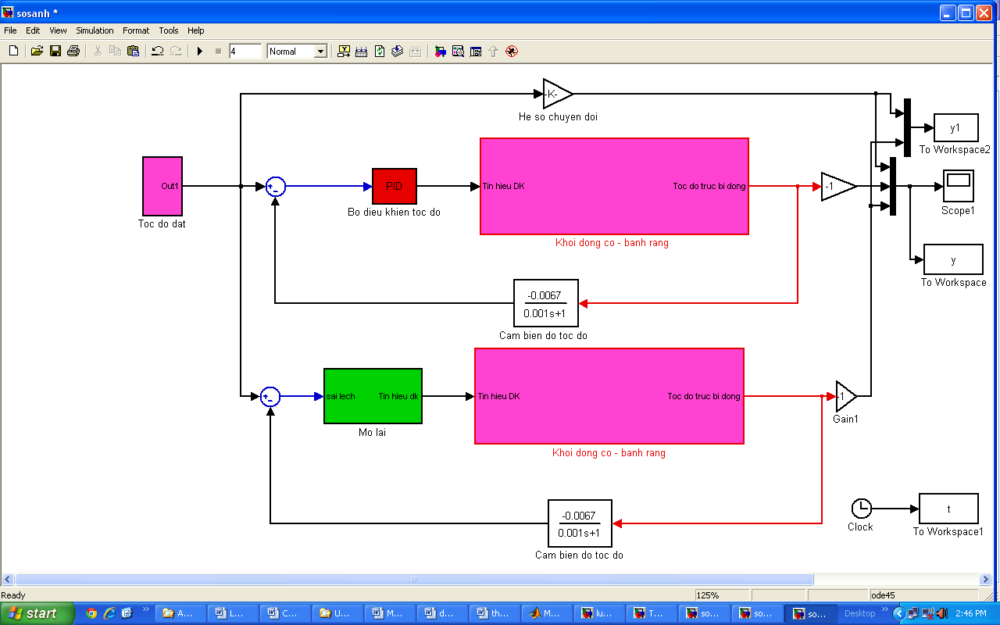 sosanh *
File Edit View Simulation Format Tools Help
4 Normal
-K-
He so chuyen doi
y1
To Workspace2
Out1
Toc do dat
+_
PID
Bo dieu khien toc do
Tin hieu DK Toc do truc bi dong
Khoi dong co - banh rang
-1
Scope1
y
To Workspace
-0.0067
0.001s+1
Cam bien do toc do
+_
sai lech Tin hieu dk
Mo lai
Tin hieu DK Toc do truc bi dong
Khoi dong co - banh rang
-1
Gain1
-0.0067
0.001s+1
Cam bien do toc do
Clock
t
To Workspace1
Ready 125% ode45
start A... L... C... U... M... d... th... M... lu... T... so... so... so... Desktop 2:46 PM